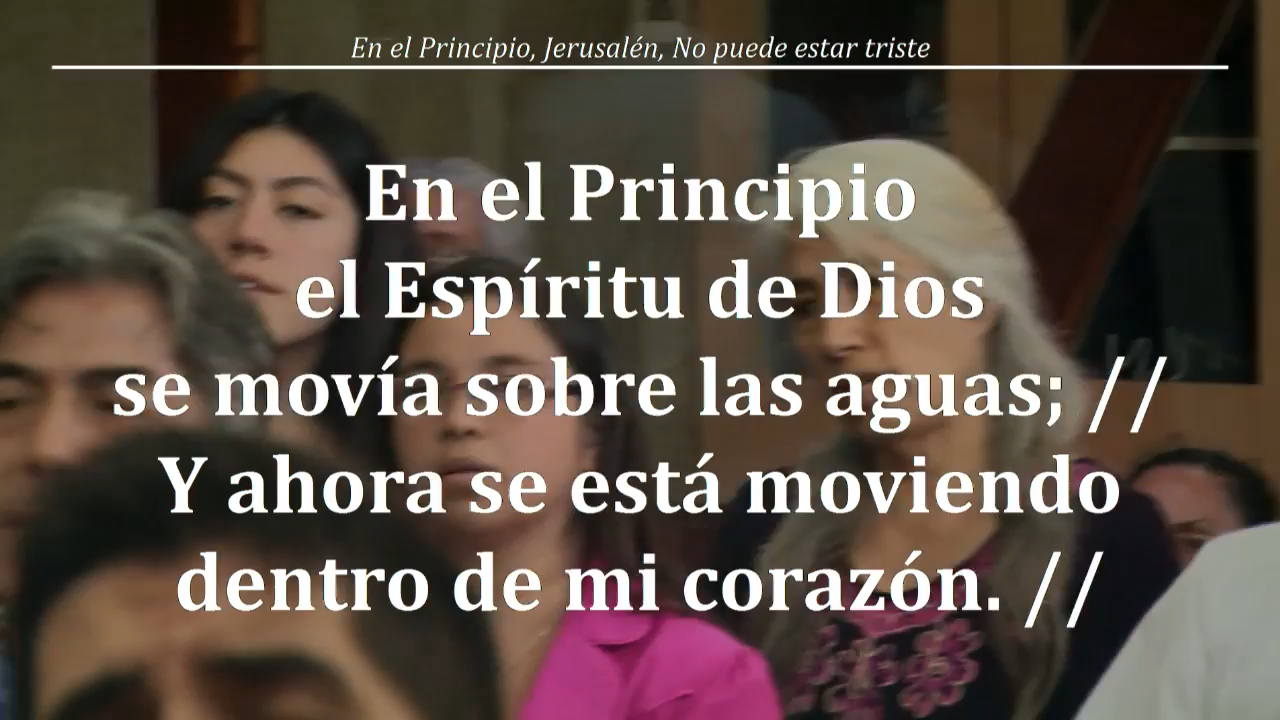 En el Principio, Jerusalén, No puede estar triste
En el Principio
el Espíritu de Dios
se movía sobre las aguas; //
Y ahora se está moviendo
dentro de mi corazón. //